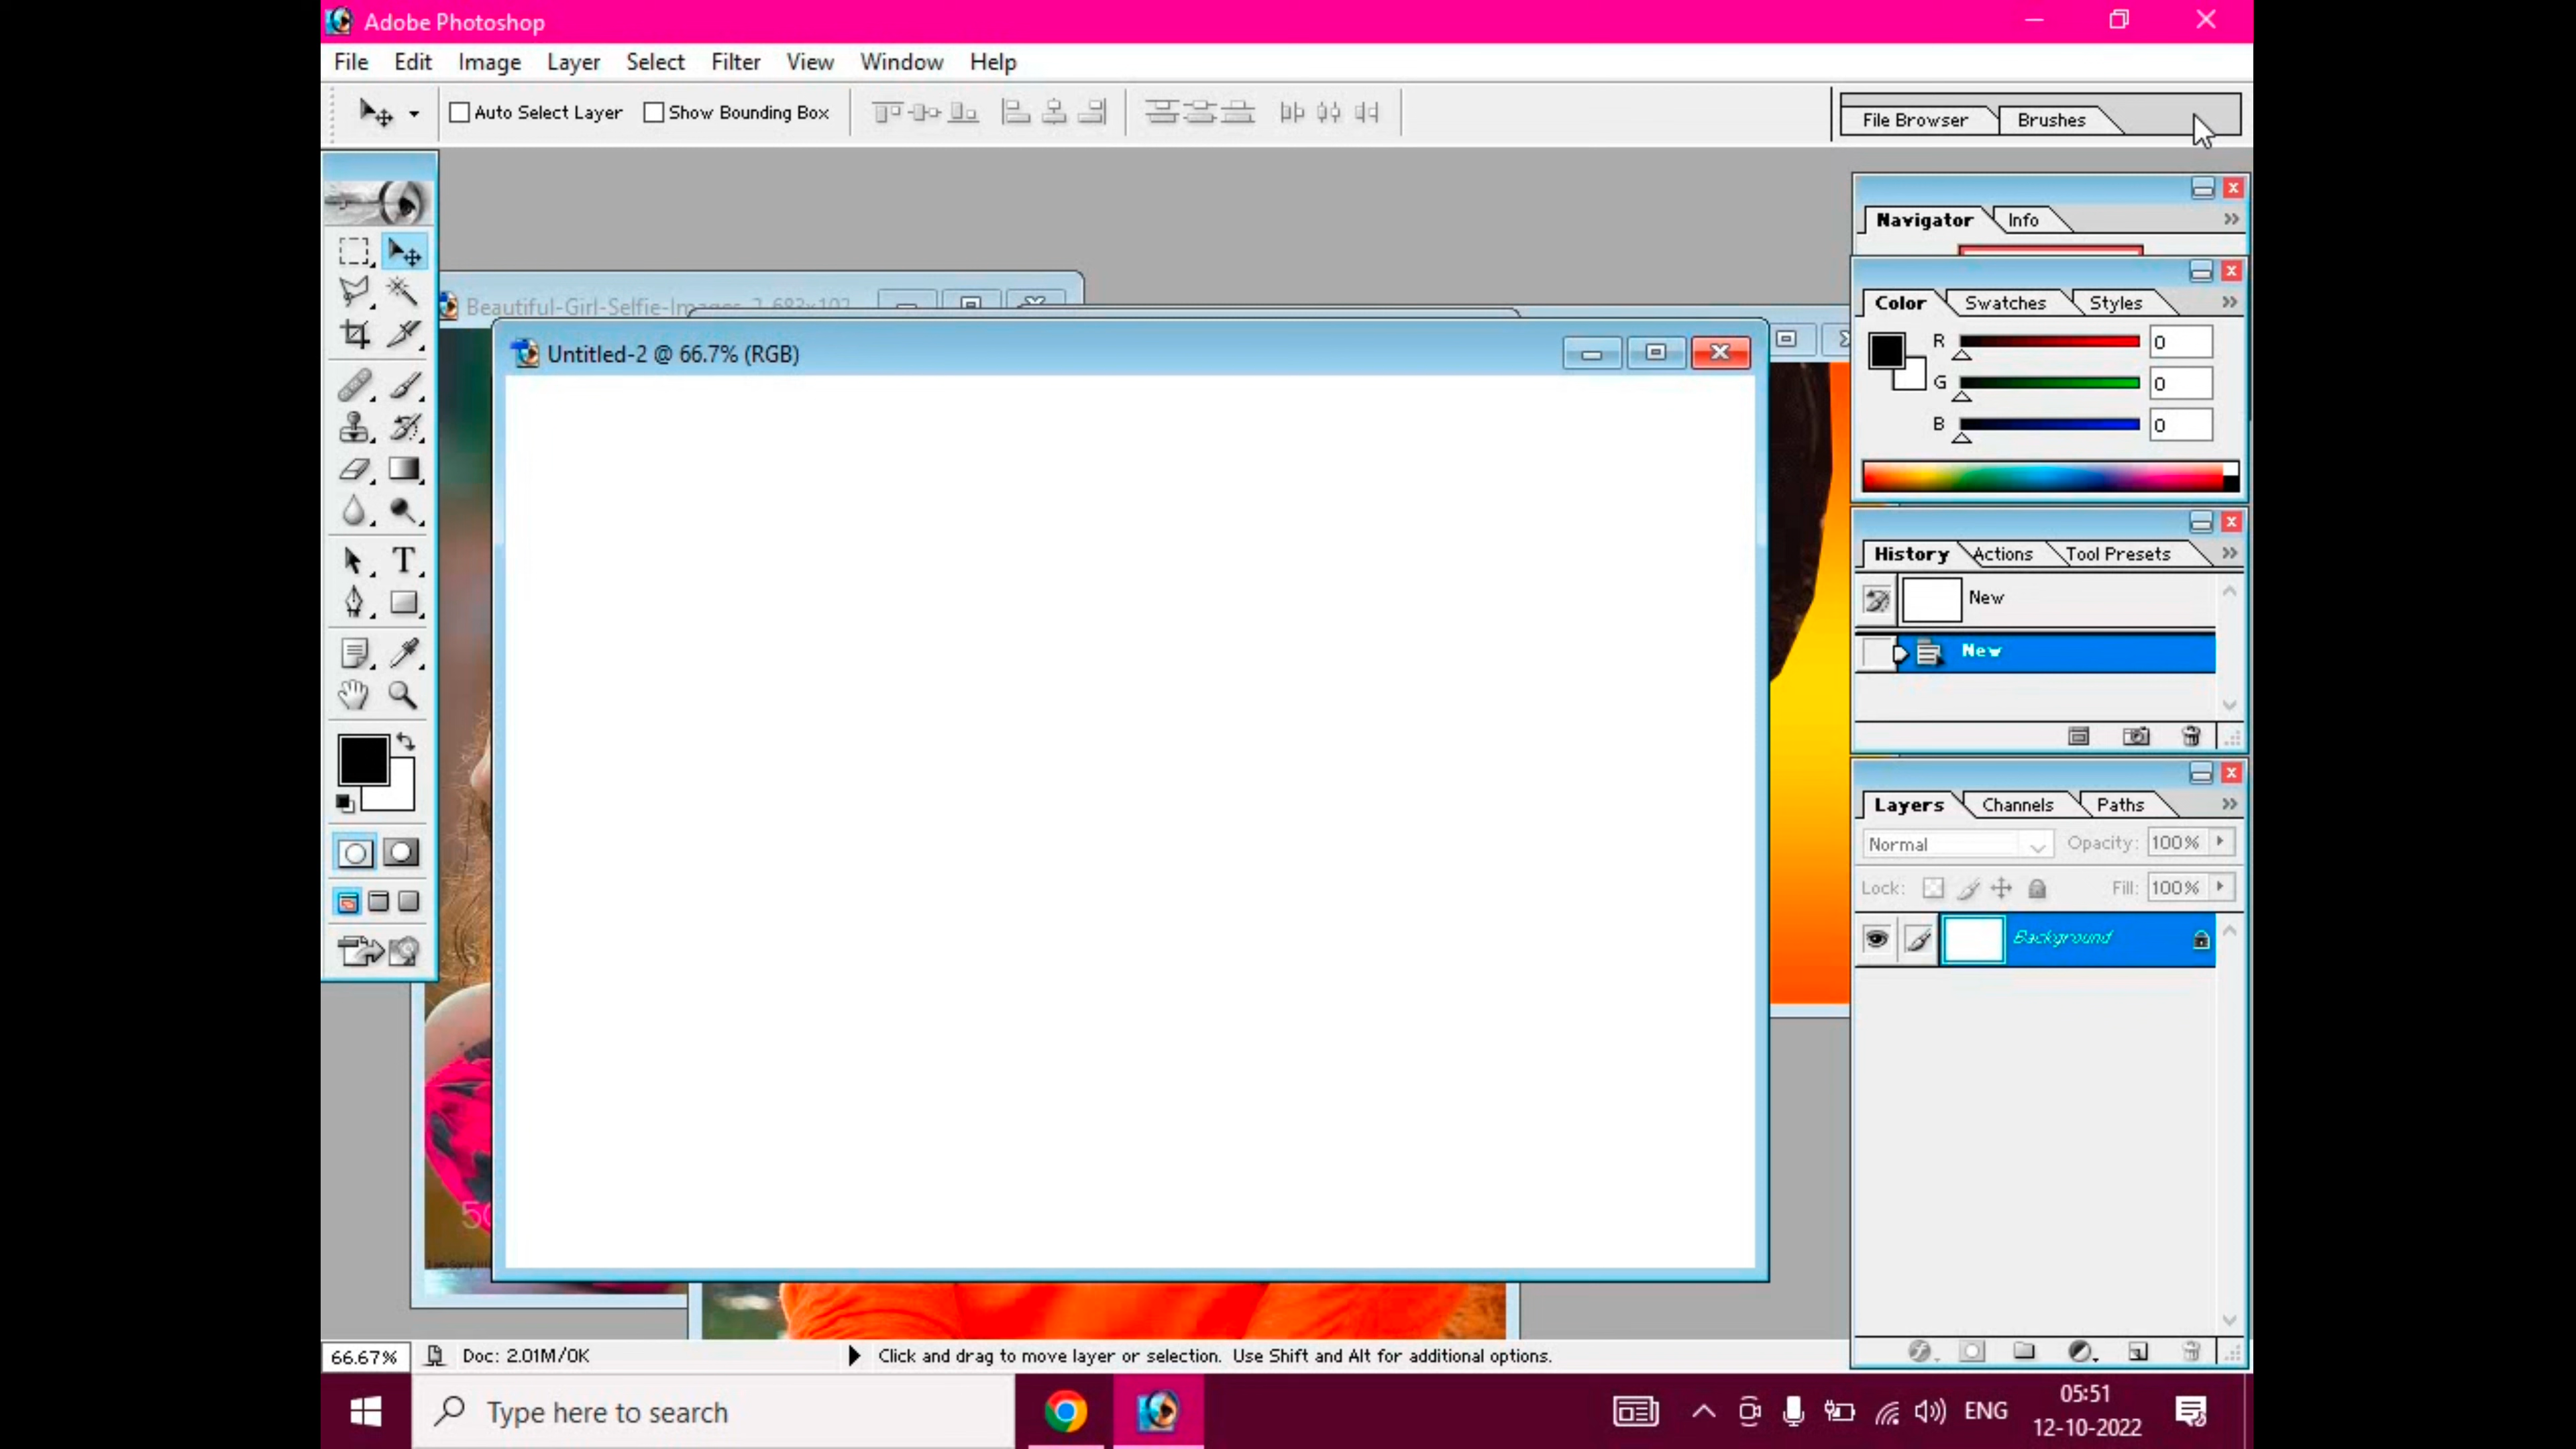 Adobe Photoshop
File Edit Image Layer Select Filter View Window Help
Auto Select Layer Show Bounding Box
File Browser Brushes
Navigator Info
Beautiful-Girl-Selfie-Images-2-683x102
Color Swatches Styles
Untitled-2 @ 66.7% (RGB)
R 0
G 0
B 0
T
History Actions Tool Presets
New
New
Layers Channels Paths
Normal Opacity: 100%
Lock: Fill: 100%
Background
66.67% Doc: 2.01M/0K Click and drag to move layer or selection. Use Shift and Alt for additional options.
Type here to search
ENG
05:51
12-10-2022